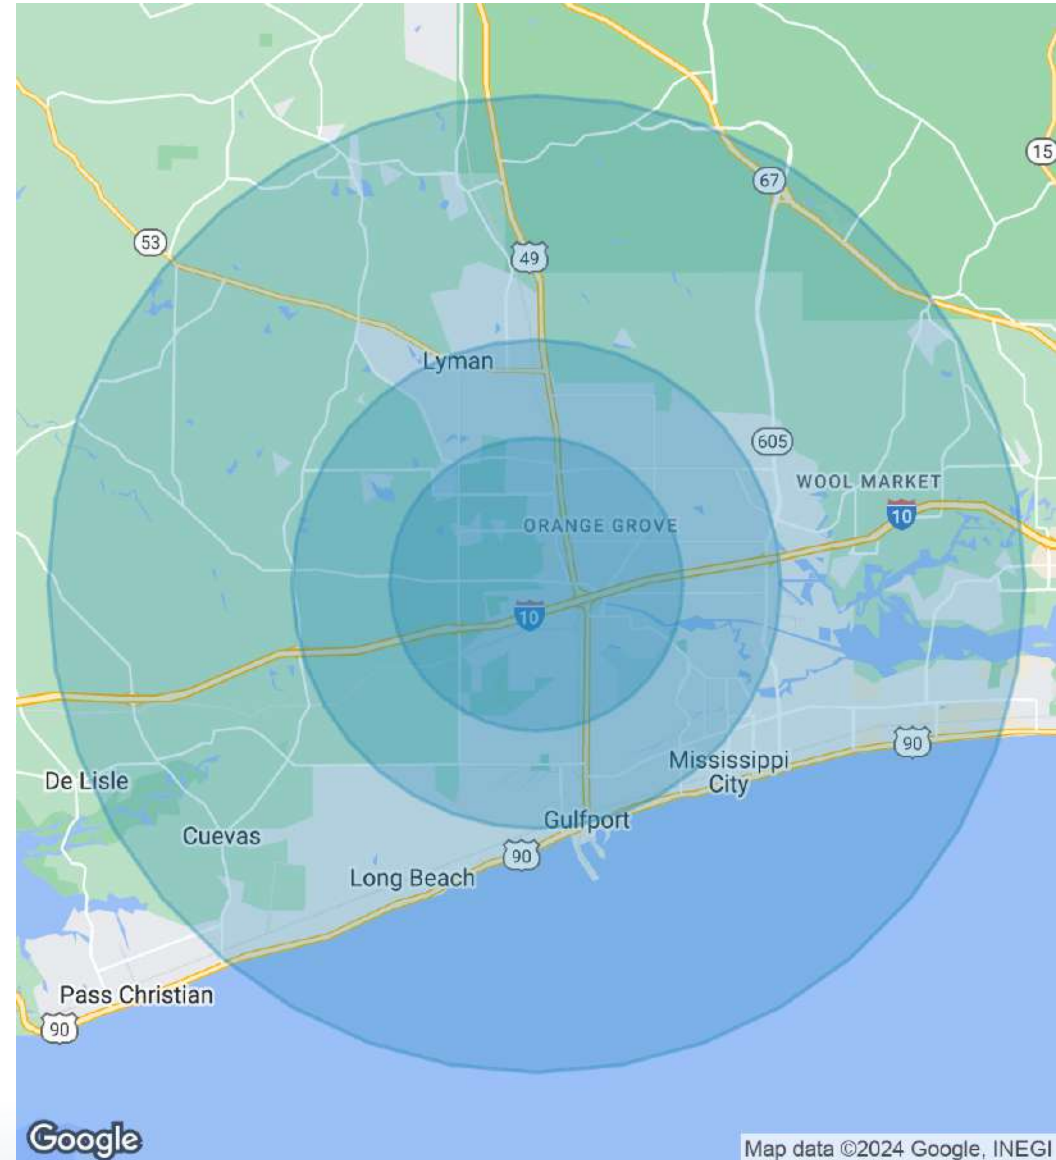 15
67
53
49
Lyman
605
WOOL MARKET
10
ORANGE GROVE
10
90
Mississippi
City
De Lisle
Gulfport
Cuevas
90
Long Beach
Pass Christian
90
Google
Map data ©2024 Google, INEGI